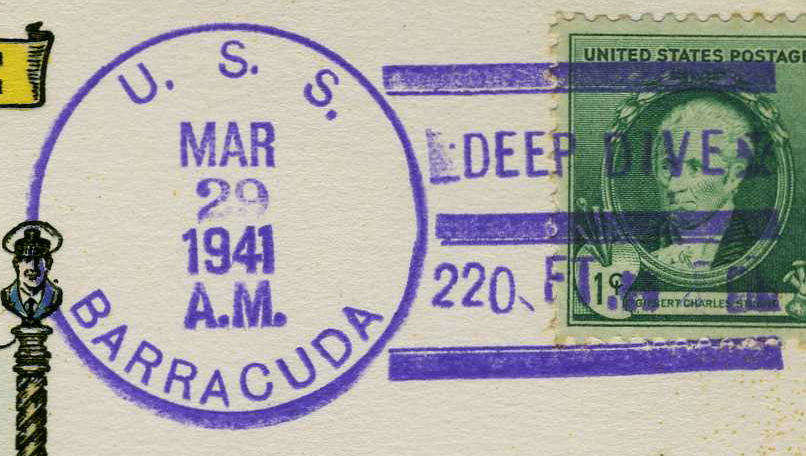 U. S. S.
MAR
29
1941
A.M.
BARRACUDA
DEEP DIVE
220 FT.
UNITED STATES POSTAGE
1¢
GILBERT CHARLES STUART